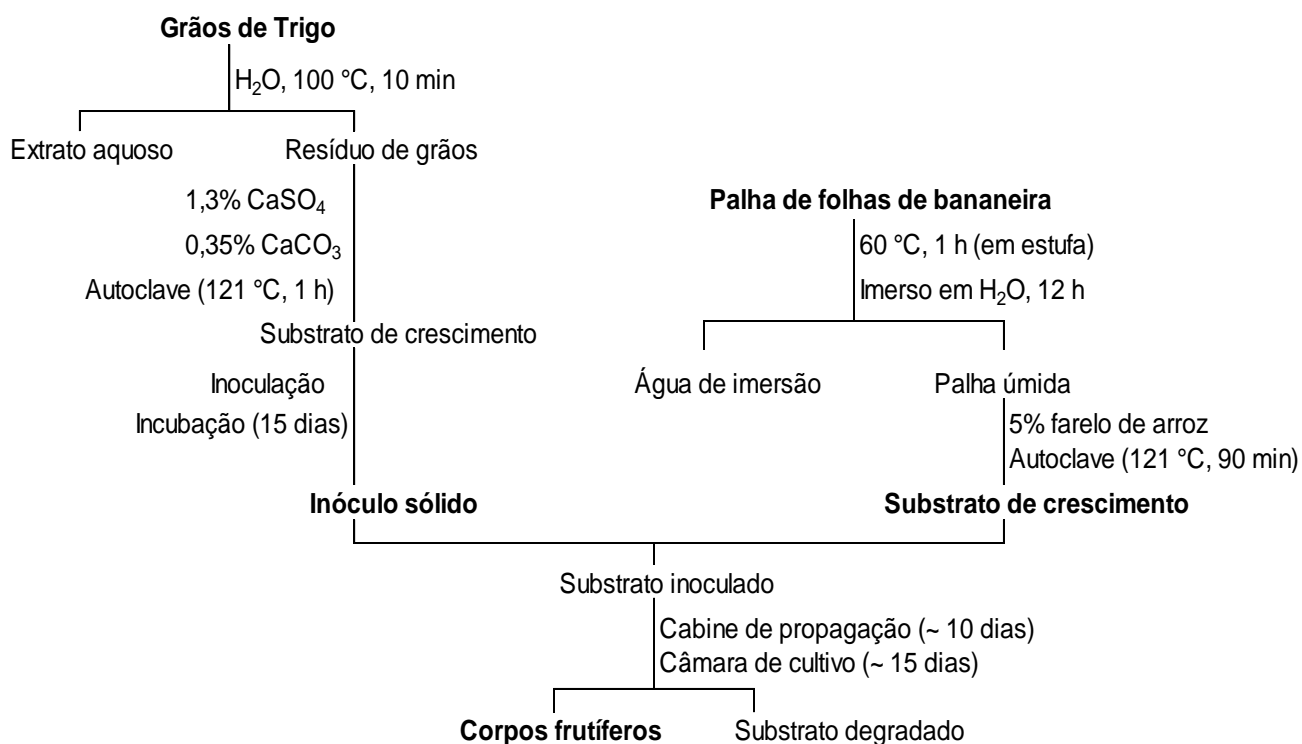 Grãos de Trigo
H₂O, 100 °C, 10 min
Extrato aquoso
Resíduo de grãos
1,3% CaSO₄
0,35% CaCO₃
Autoclave (121 °C, 1 h)
Substrato de crescimento
Inoculação
Incubação (15 dias)
Inóculo sólido
Palha de folhas de bananeira
60 °C, 1 h (em estufa)
Imerso em H₂O, 12 h
Água de imersão
Palha úmida
5% farelo de arroz
Autoclave (121 °C, 90 min)
Substrato de crescimento
Substrato inoculado
Cabine de propagação (~ 10 dias)
Câmara de cultivo (~ 15 dias)
Corpos frutíferos
Substrato degradado